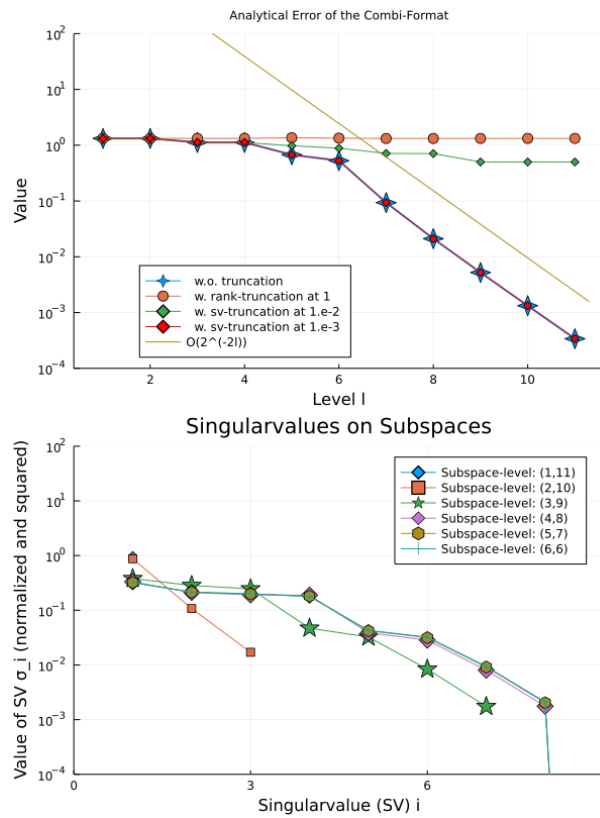 Analytical Error of the Combi-Format
10^2
10^1
10^0
10^-1
10^-2
10^-3
10^-4
Value
w.o. truncation
w. rank-truncation at 1
w. sv-truncation at 1.e-2
w. sv-truncation at 1.e-3
O(2^(-2l))
2 4 6 8 10
Level l
Singularvalues on Subspaces
10^2
10^1
10^0
10^-1
10^-2
10^-3
10^-4
Value of SV σ_i (normalized and squared)
Subspace-level: (1,11)
Subspace-level: (2,10)
Subspace-level: (3,9)
Subspace-level: (4,8)
Subspace-level: (5,7)
Subspace-level: (6,6)
0 3 6
Singularvalue (SV) i